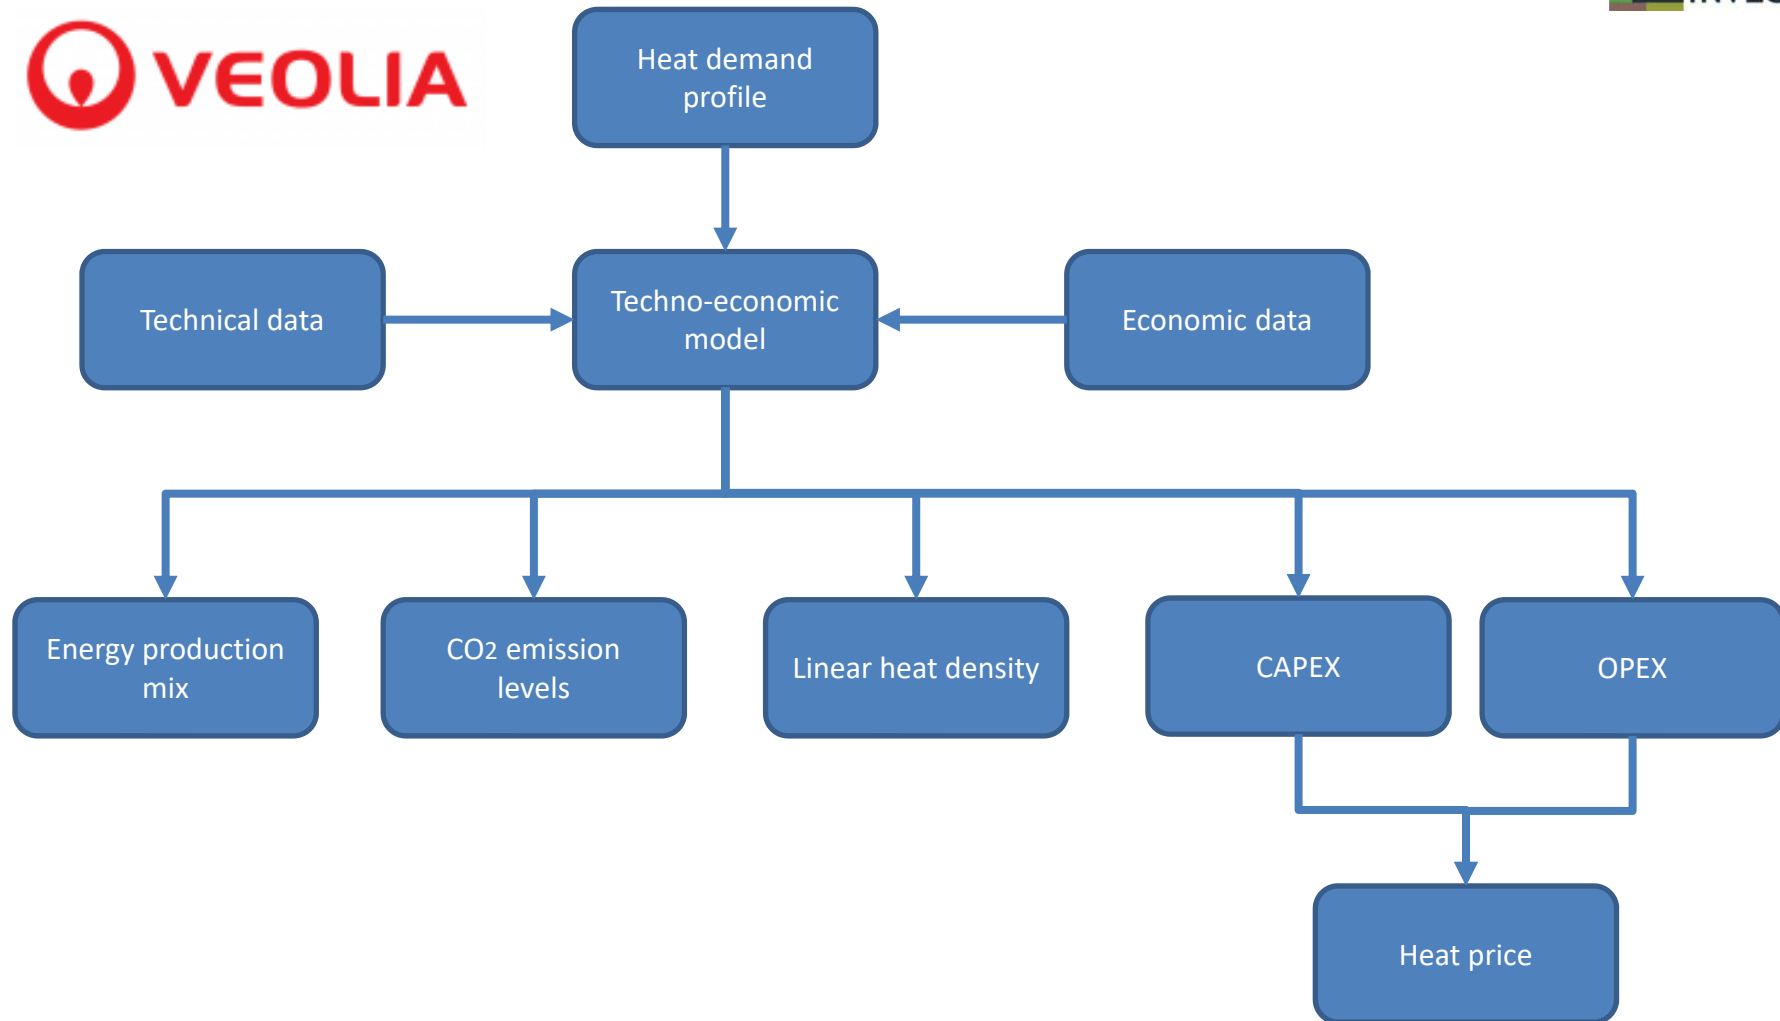 VEOLIA
Heat demand
profile
Technical data
Techno-economic
model
Economic data
Energy production
mix
CO2 emission
levels
Linear heat density
CAPEX
OPEX
Heat price